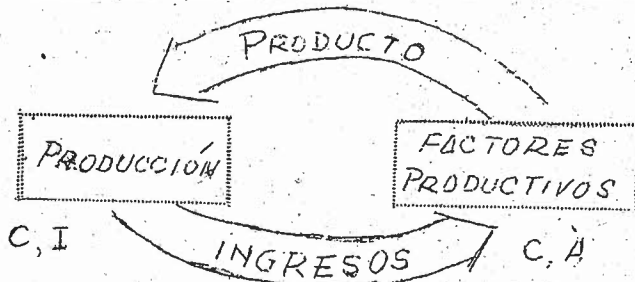 PRODUCTO
PRODUCCIÓN
FACTORES
PRODUCTIVOS
C, I
INGRESOS
C, A